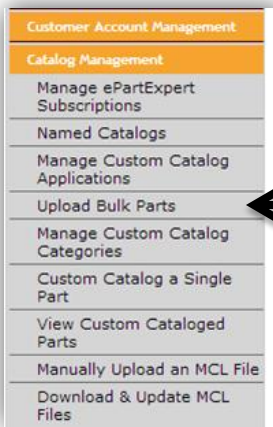 Customer Account Management
Catalog Management
Manage ePartExpert
Subscriptions
Named Catalogs
Manage Custom Catalog
Applications
Upload Bulk Parts
Manage Custom Catalog
Categories
Custom Catalog a Single
Part
View Custom Cataloged
Parts
Manually Upload an MCL File
Download & Update MCL
Files